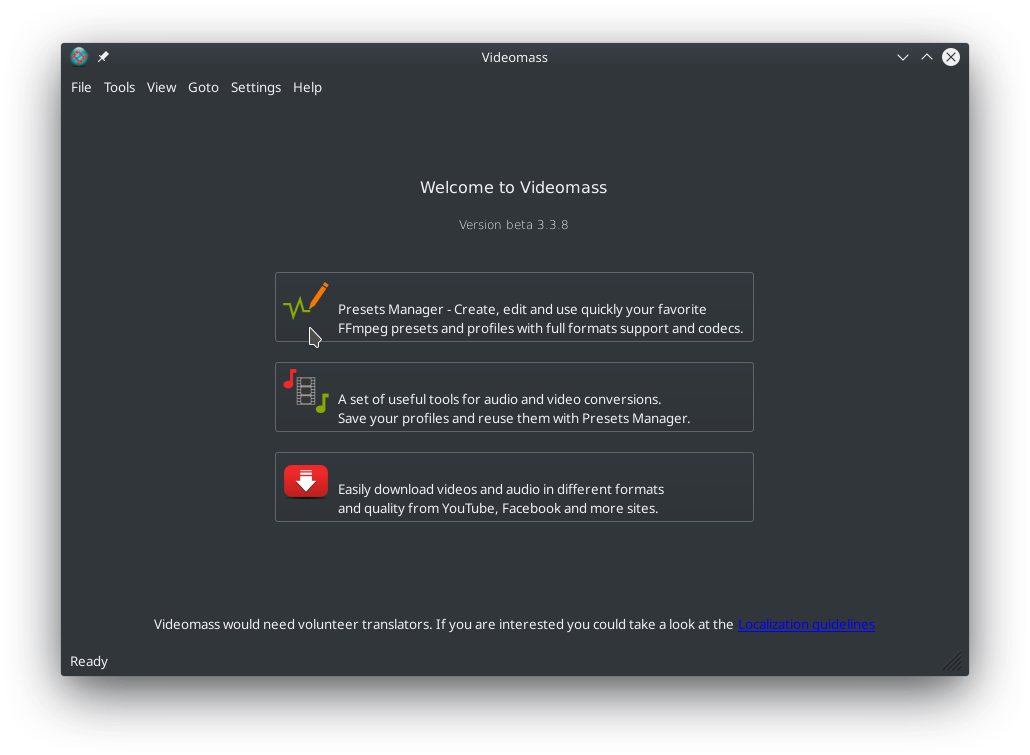 Videomass
File Tools View Goto Settings Help
Welcome to Videomass
Version beta 3.3.8
Presets Manager - Create, edit and use quickly your favorite
FFmpeg presets and profiles with full formats support and codecs.
A set of useful tools for audio and video conversions.
Save your profiles and reuse them with Presets Manager.
Easily download videos and audio in different formats
and quality from YouTube, Facebook and more sites.
Videomass would need volunteer translators. If you are interested you could take a look at the Localization guidelines
Ready